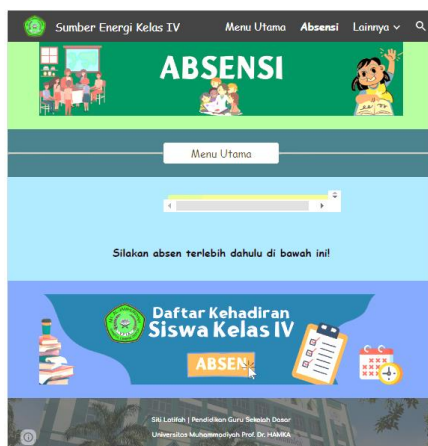 Sumber Energi Kelas IV Menu Utama Absensi Lainnya
ABSENSI
Menu Utama
Silakan absen terlebih dahulu di bawah ini!
Daftar Kehadiran
Siswa Kelas IV
ABSEN
Siti Latifah | Pendidikan Guru Sekolah Dasar
Universitas Muhammadiyah Prof. Dr. HAMKA